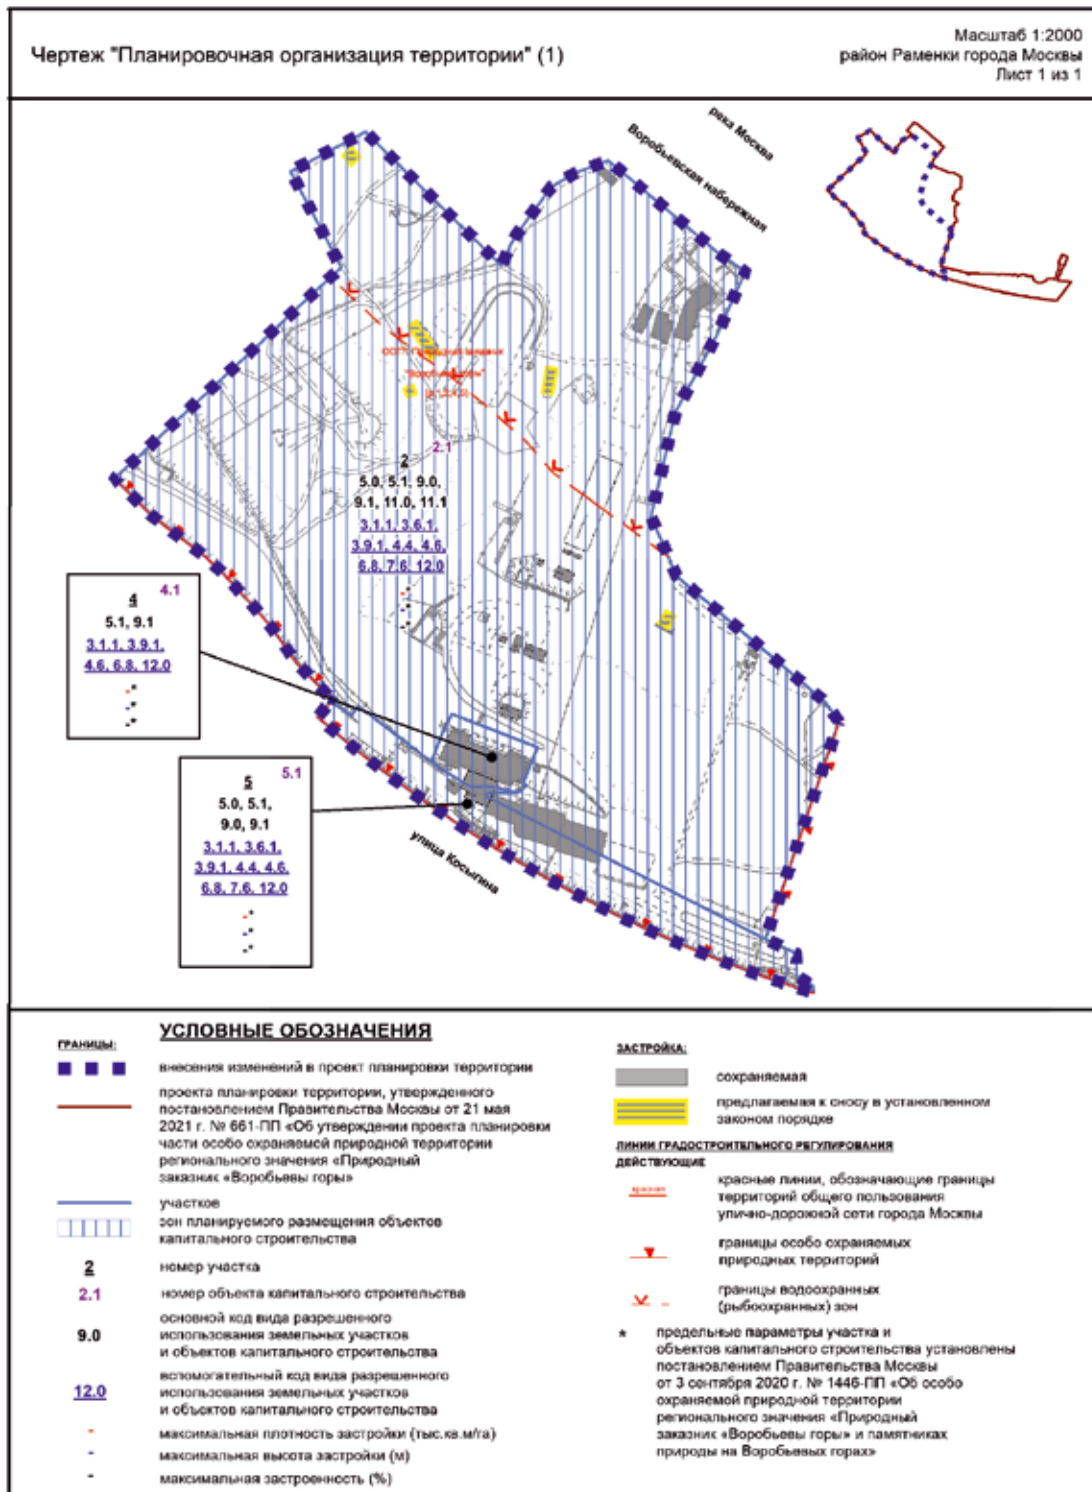 Чертеж "Планировочная организация территории" (1)
Масштаб 1:2000
район Раменки города Москвы
Лист 1 из 1
река Москва
Воробьевская набережная
2.1
2
5.0, 5.1, 9.0,
9.1, 11.0, 11.1
3.1.1, 3.6.1,
3.9.1, 4.4, 4.6,
6.8, 7.6, 12.0
-*
-*
-*
4.1
4
5.1, 9.1
3.1.1, 3.9.1,
4.6, 6.8, 12.0
-*
-*
-*
5.1
5
5.0, 5.1,
9.0, 9.1
3.1.1, 3.6.1,
3.9.1, 4.4, 4.6,
6.8, 7.6, 12.0
-*
-*
-*
улица Косыгина
УСЛОВНЫЕ ОБОЗНАЧЕНИЯ
ГРАНИЦЫ:
внесения изменений в проект планировки территории
проекта планировки территории, утвержденного
постановлением Правительства Москвы от 21 мая
2021 г. № 661-ПП «Об утверждении проекта планировки
части особо охраняемой природной территории
регионального значения «Природный
заказник «Воробьевы горы»
участков
зон планируемого размещения объектов
капитального строительства
2
номер участка
2.1
номер объекта капитального строительства
9.0
основной код вида разрешенного
использования земельных участков
и объектов капитального строительства
12.0
вспомогательный код вида разрешенного
использования земельных участков
и объектов капитального строительства
- максимальная плотность застройки (тыс.кв.м/га)
- максимальная высота застройки (м)
- максимальная застроенность (%)
ЗАСТРОЙКА:
сохраняемая
предлагаемая к сносу в установленном
законом порядке
ЛИНИИ ГРАДОСТРОИТЕЛЬНОГО РЕГУЛИРОВАНИЯ
ДЕЙСТВУЮЩИЕ
красная
красные линии, обозначающие границы
территорий общего пользования
улично-дорожной сети города Москвы
границы особо охраняемых
природных территорий
границы водоохранных
(рыбоохранных) зон
* предельные параметры участка и
объектов капитального строительства установлены
постановлением Правительства Москвы
от 3 сентября 2020 г. № 1446-ПП «Об особо
охраняемой природной территории
регионального значения «Природный
заказник «Воробьевы горы» и памятниках
природы на Воробьевых горах»